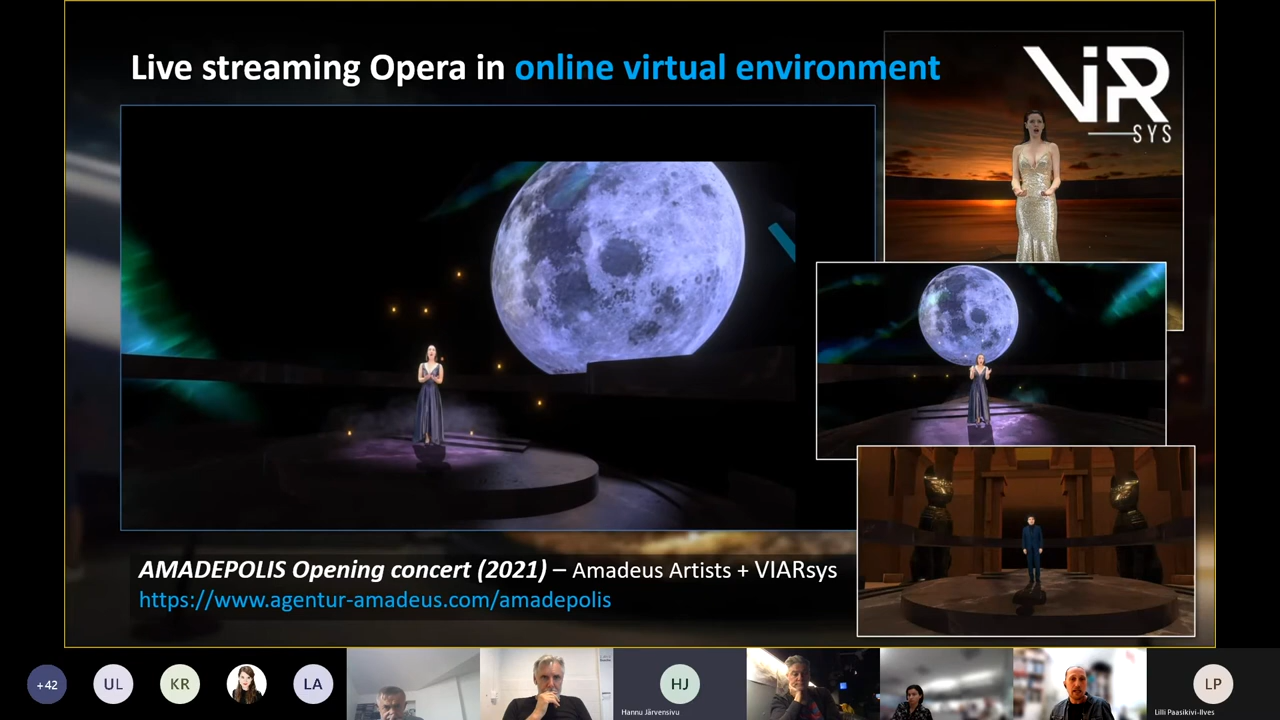 Live streaming Opera in online virtual environment
ViAR
SYS
AMADEPOLIS Opening concert (2021) – Amadeus Artists + VIARsys
https://www.agentur-amadeus.com/amadepolis
+42
UL
KR
LA
HJ
Hannu Järvensivu
LP
Lilli Paasikivi-Ilves